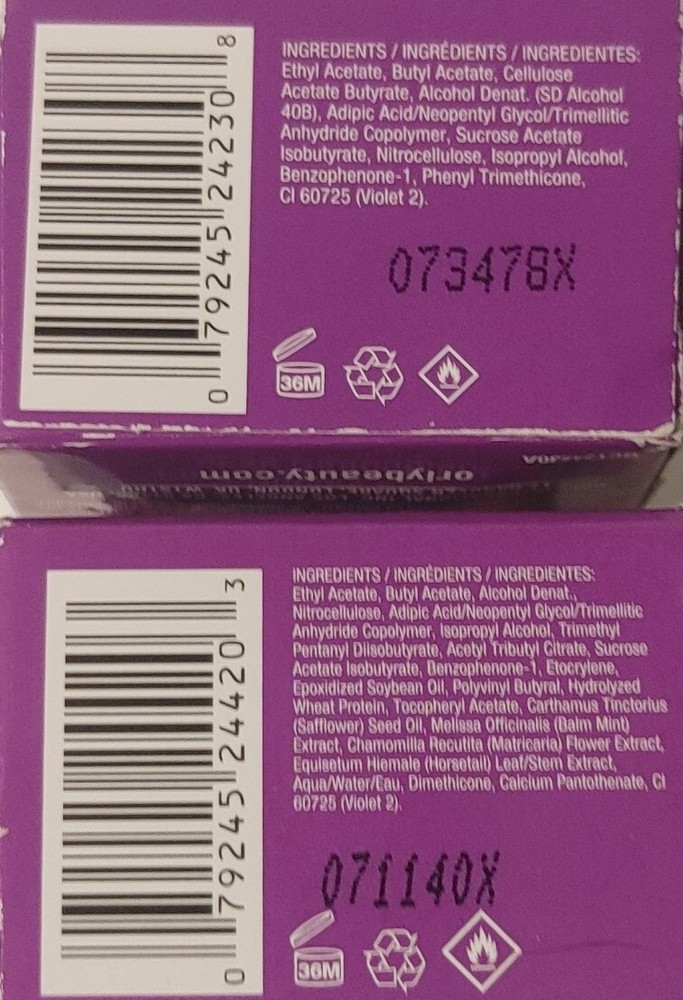 0 79245 24230 8
INGREDIENTS / INGRÉDIENTS / INGREDIENTES:
Ethyl Acetate, Butyl Acetate, Cellulose
Acetate Butyrate, Alcohol Denat. (SD Alcohol
40B), Adipic Acid/Neopentyl Glycol/Trimellitic
Anhydride Copolymer, Sucrose Acetate
Isobutyrate, Nitrocellulose, Isopropyl Alcohol,
Benzophenone-1, Phenyl Trimethicone,
CI 60725 (Violet 2).
073478X
36M
orlybeauty.com
0 79245 24420 3
INGREDIENTS / INGRÉDIENTS / INGREDIENTES:
Ethyl Acetate, Butyl Acetate, Alcohol Denat.,
Nitrocellulose, Adipic Acid/Neopentyl Glycol/Trimellitic
Anhydride Copolymer, Isopropyl Alcohol, Trimethyl
Pentanyl Diisobutyrate, Acetyl Tributyl Citrate, Sucrose
Acetate Isobutyrate, Benzophenone-1, Etocrylene,
Epoxidized Soybean Oil, Polyvinyl Butyral, Hydrolyzed
Wheat Protein, Tocopheryl Acetate, Carthamus Tinctorius
(Safflower) Seed Oil, Melissa Officinalis (Balm Mint)
Extract, Chamomilla Recutita (Matricaria) Flower Extract,
Equisetum Hiemale (Horsetail) Leaf/Stem Extract,
Aqua/Water/Eau, Dimethicone, Calcium Pantothenate, CI
60725 (Violet 2).
071140X
36M